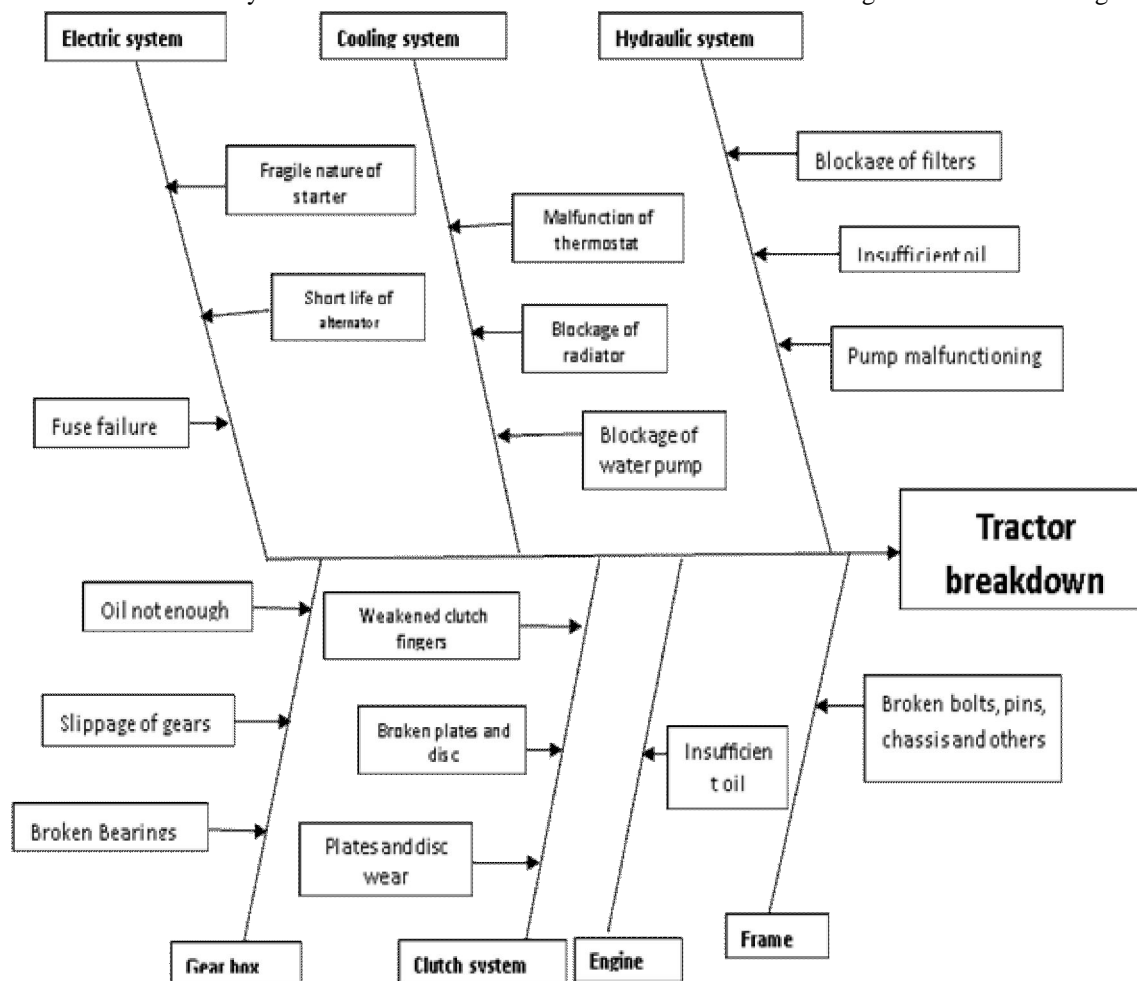 Electric system
Cooling system
Hydraulic system
Fragile nature of
starter
Short life of
alternator
Fuse failure
Malfunction of
thermostat
Blockage of
radiator
Blockage of
water pump
Blockage of filters
Insufficient oil
Pump malfunctioning
Tractor
breakdown
Oil not enough
Slippage of gears
Broken Bearings
Weakened clutch
fingers
Broken plates and
disc
Plates and disc
wear
Insufficien
t oil
Broken bolts, pins,
chassis and others
Gear box
Clutch system
Engine
Frame